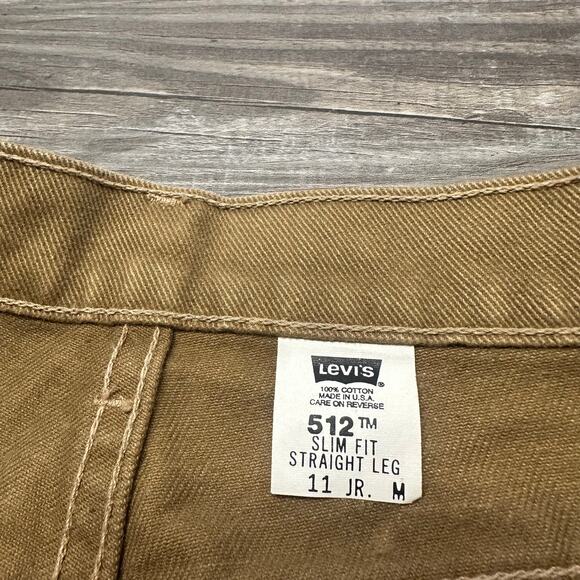 LEVI'S ®
100% COTTON
MADE IN U.S.A.
CARE ON REVERSE
512™
SLIM FIT
STRAIGHT LEG
11 JR. M